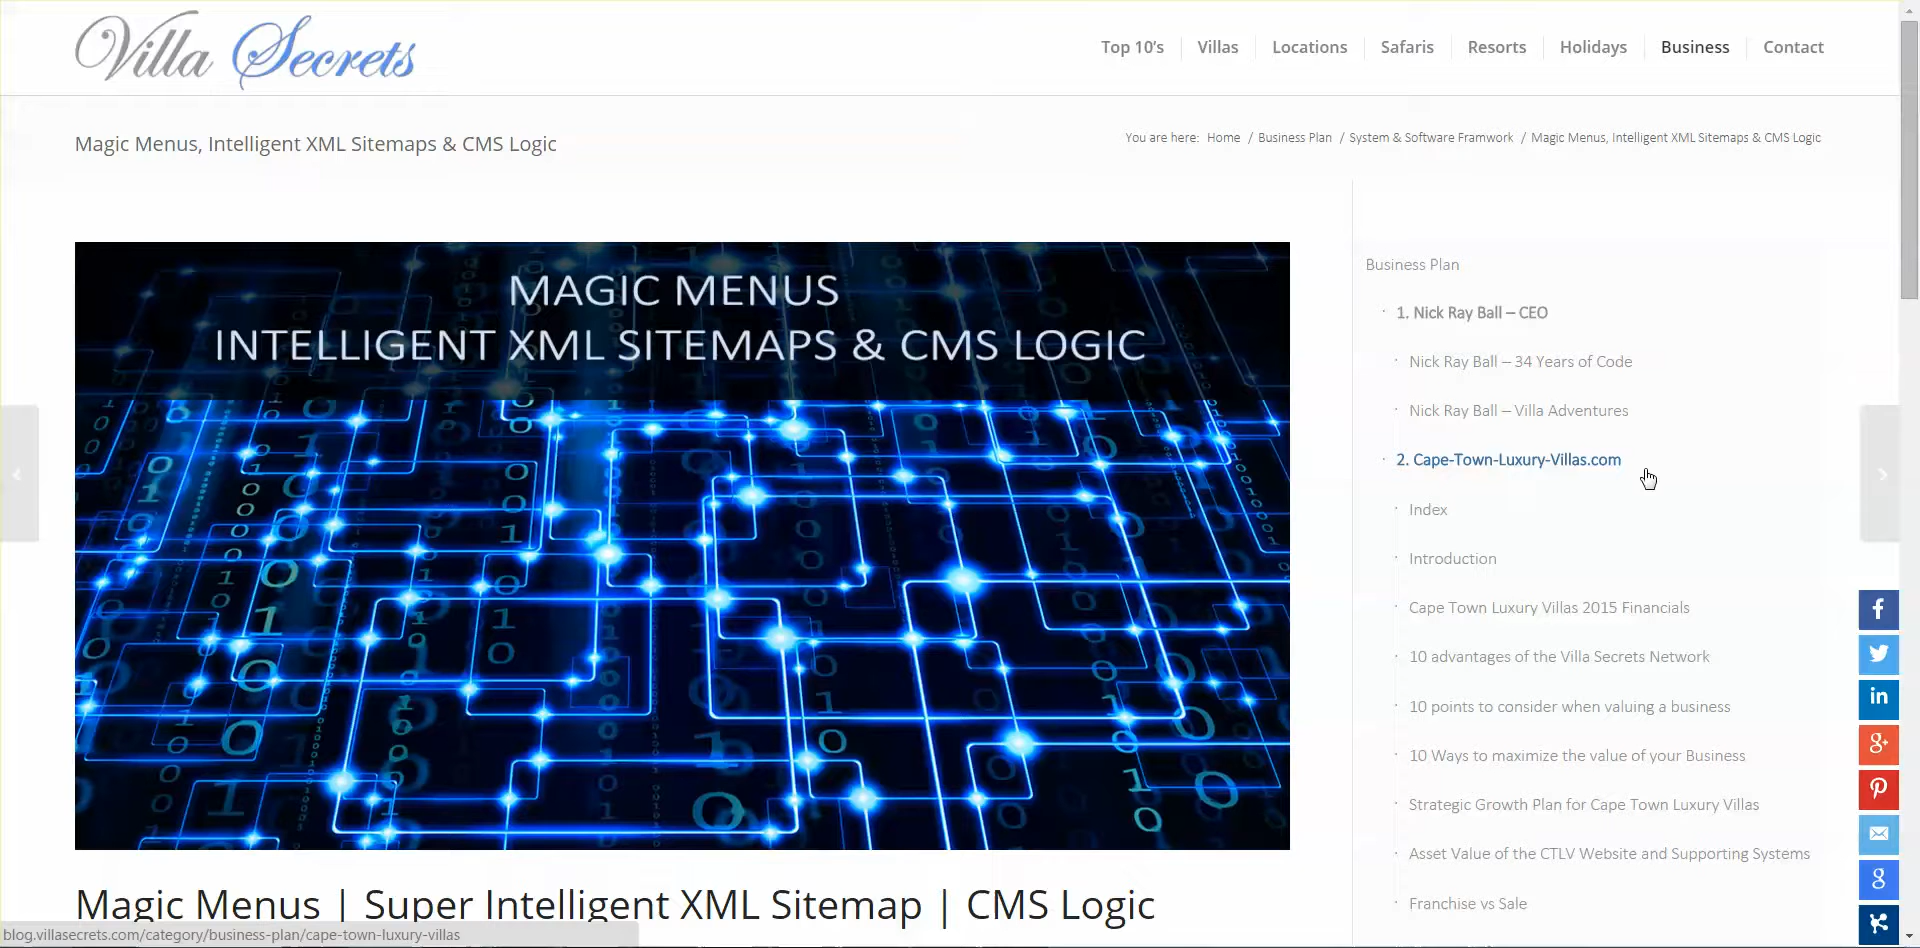 Villa Secrets
Top 10's
Villas
Locations
Safaris
Resorts
Holidays
Business
Contact
Magic Menus, Intelligent XML Sitemaps & CMS Logic
You are here: Home / Business Plan / System & Software Framwork / Magic Menus, Intelligent XML Sitemaps & CMS Logic
MAGIC MENUS
INTELLIGENT XML SITEMAPS & CMS LOGIC
Magic Menus | Super Intelligent XML Sitemap | CMS Logic
Business Plan
1. Nick Ray Ball – CEO
Nick Ray Ball – 34 Years of Code
Nick Ray Ball – Villa Adventures
2. Cape-Town-Luxury-Villas.com
Index
Introduction
Cape Town Luxury Villas 2015 Financials
10 advantages of the Villa Secrets Network
10 points to consider when valuing a business
10 Ways to maximize the value of your Business
Strategic Growth Plan for Cape Town Luxury Villas
Asset Value of the CTLV Website and Supporting Systems
Franchise vs Sale
blog.villasecrets.com/category/business-plan/cape-town-luxury-villas